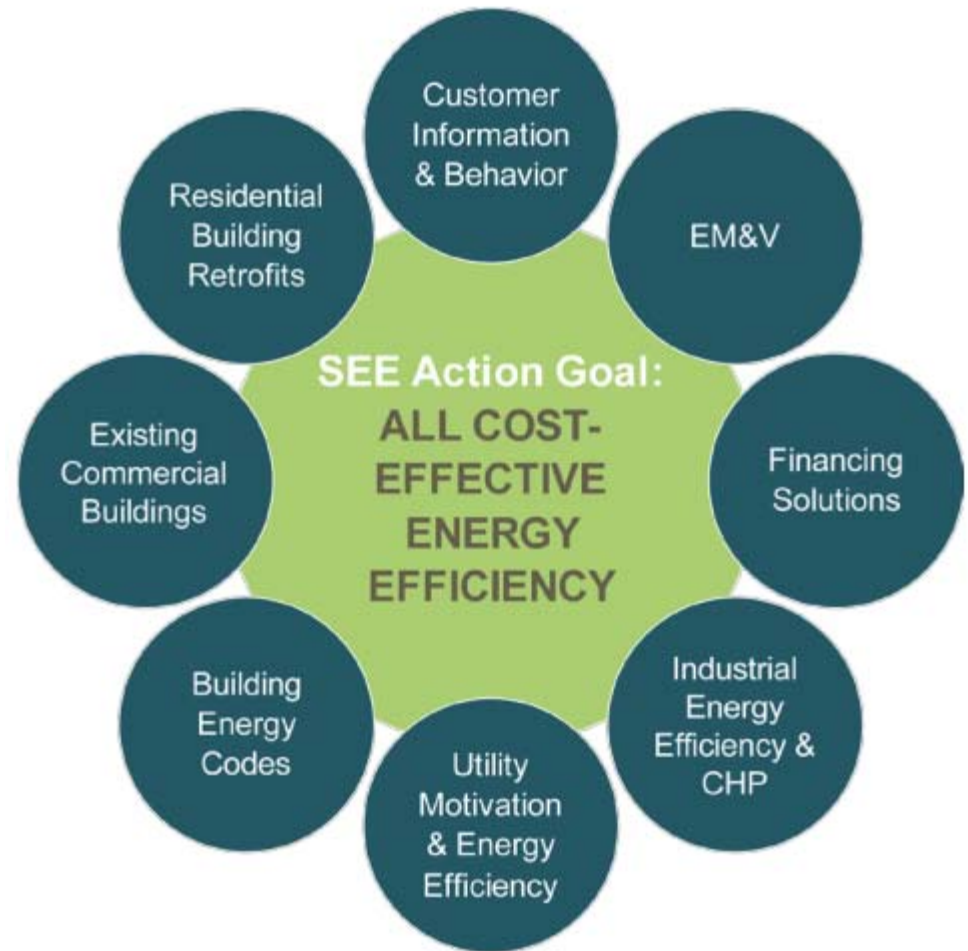 Customer
Information
& Behavior
EM&V
Financing
Solutions
Industrial
Energy
Efficiency &
CHP
Utility
Motivation
& Energy
Efficiency
Building
Energy
Codes
Existing
Commercial
Buildings
Residential
Building
Retrofits
SEE Action Goal:
ALL COST-
EFFECTIVE
ENERGY
EFFICIENCY